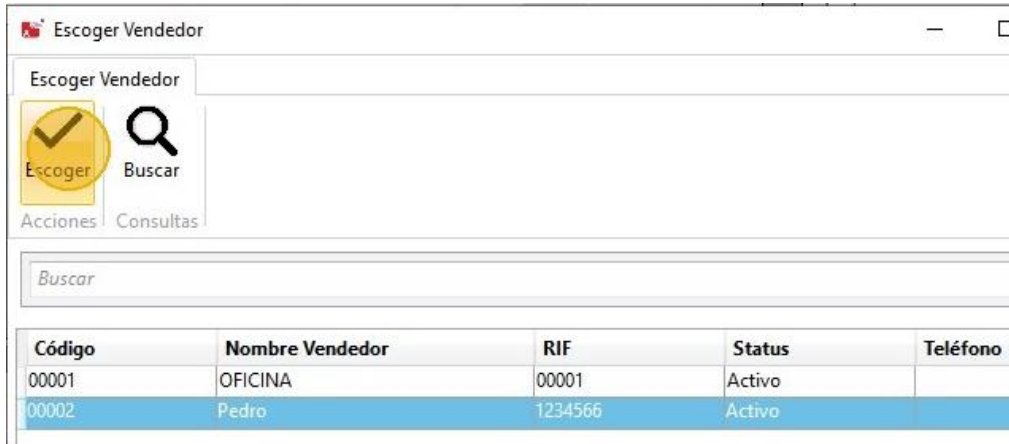 Escoger Vendedor
Escoger Vendedor
Escoger Buscar
Acciones Consultas
Buscar
Código Nombre Vendedor RIF Status Teléfono
00001 OFICINA 00001 Activo
00002 Pedro 1234566 Activo